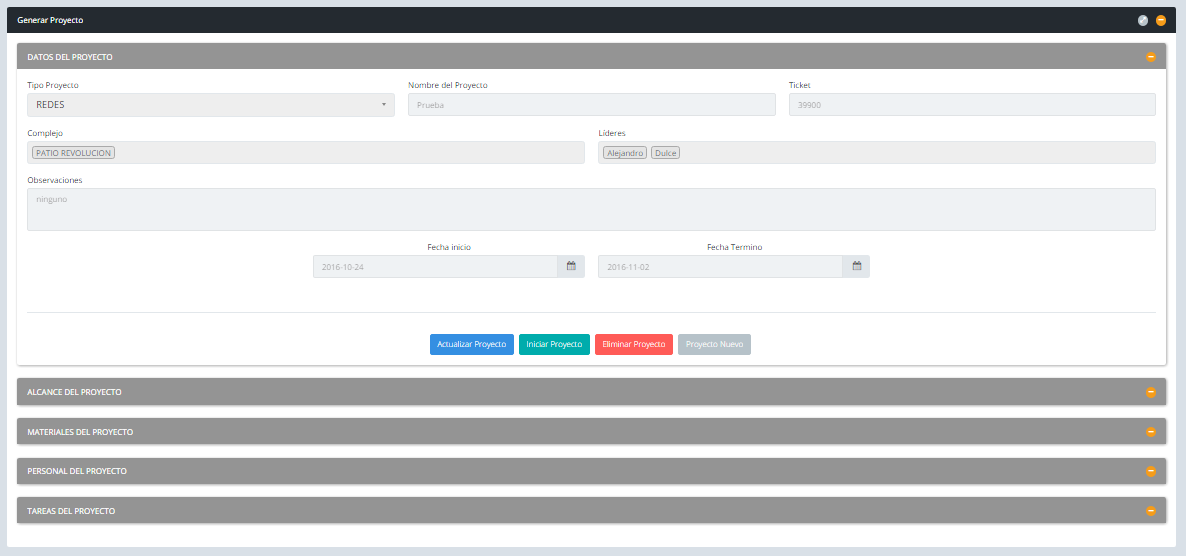 Generar Proyecto
DATOS DEL PROYECTO
Tipo Proyecto Nombre del Proyecto Ticket
REDES Prueba 39900
Complejo Líderes
PATIO REVOLUCION Alejandro Dulce
Observaciones
ninguno
Fecha inicio Fecha Termino
2016-10-24 2016-11-02
Actualizar Proyecto Iniciar Proyecto Eliminar Proyecto Proyecto Nuevo
ALCANCE DEL PROYECTO
MATERIALES DEL PROYECTO
PERSONAL DEL PROYECTO
TAREAS DEL PROYECTO